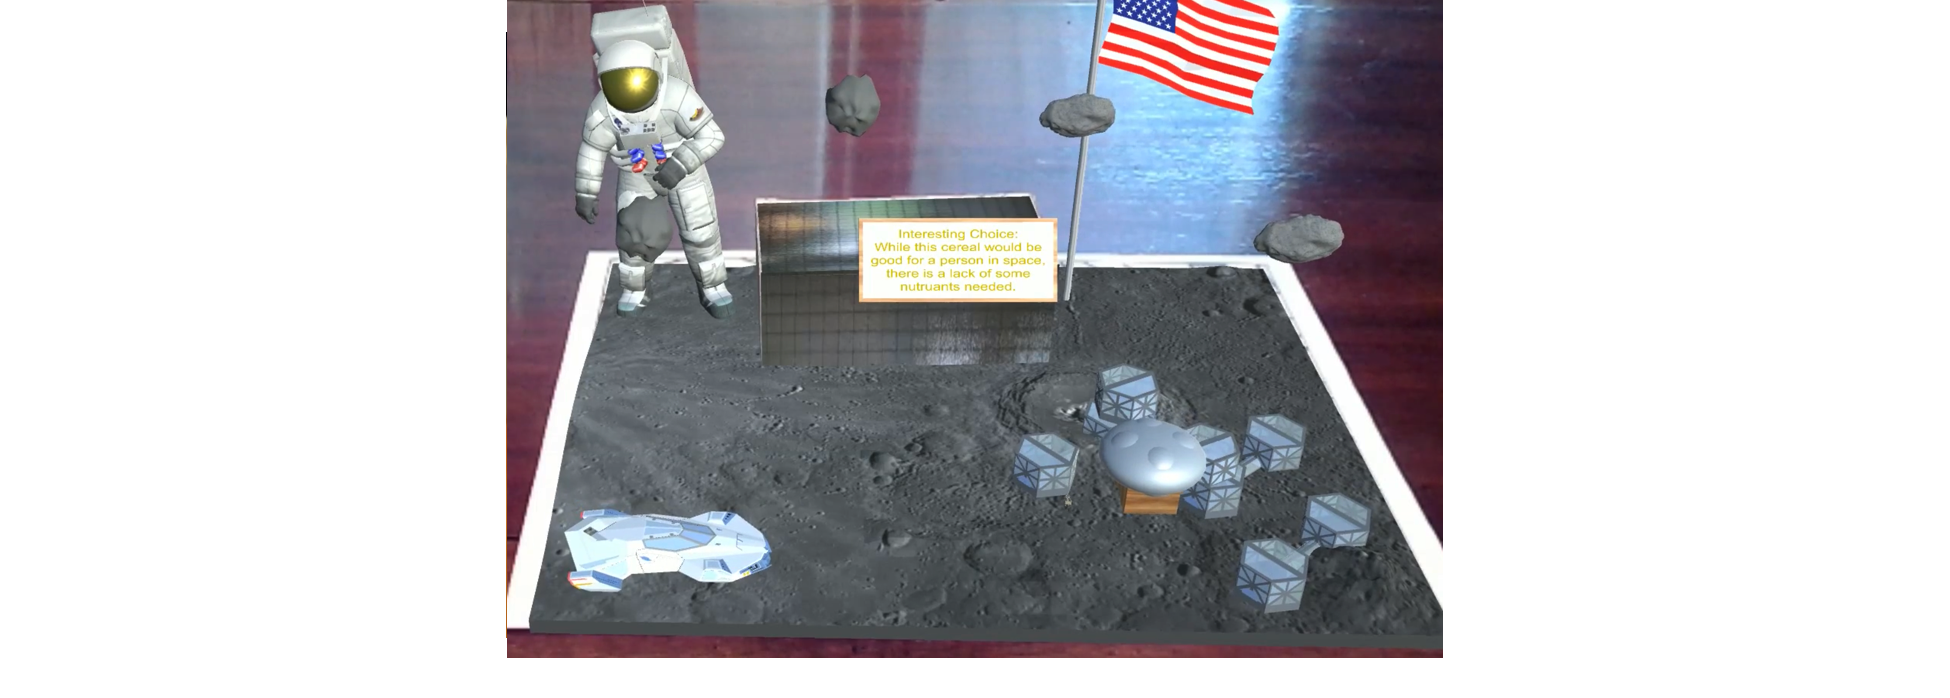 Interesting Choice:
While this cereal would be
good for a person in space,
there is a lack of some
nutruants needed.